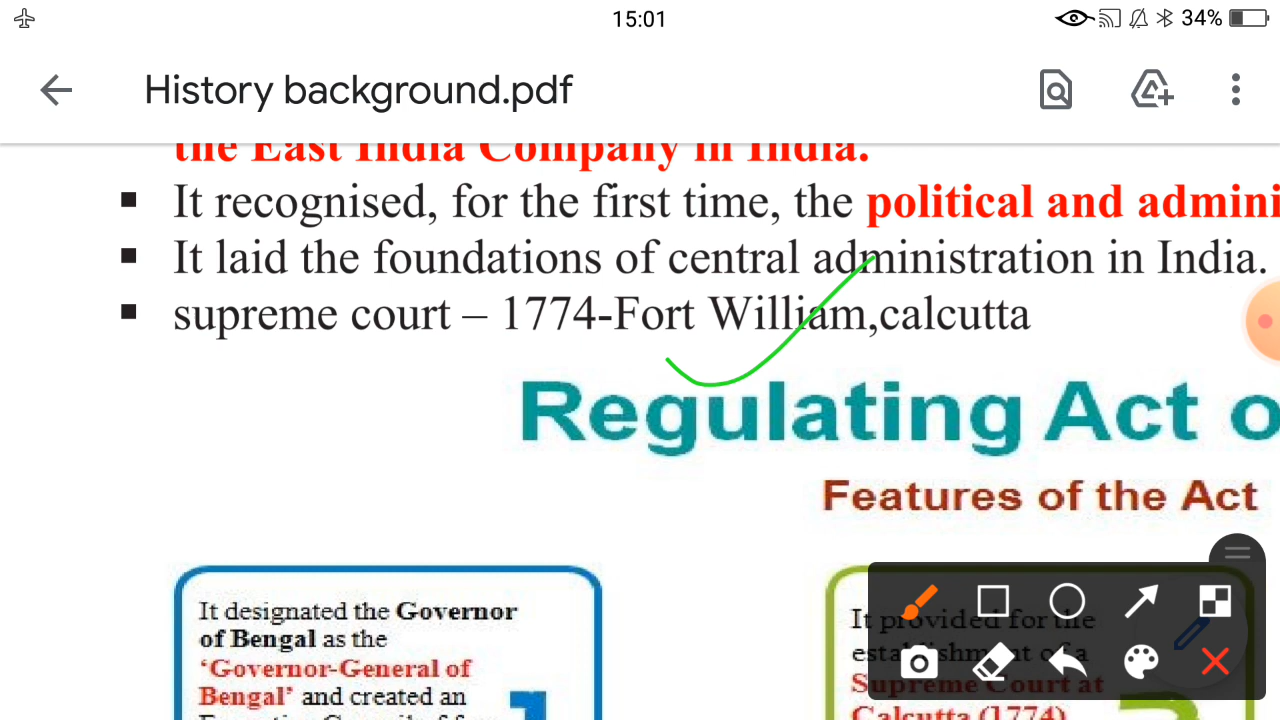 15:01
34%
History background.pdf
the East India Company in India.
It recognised, for the first time, the political and admini
It laid the foundations of central administration in India.
supreme court – 1774-Fort William,calcutta
Regulating Act o
Features of the Act
It designated the Governor
of Bengal as the
‘Governor-General of
Bengal’ and created an
It provided for the
establishment of a
Supreme Court at
Calcutta (1774)